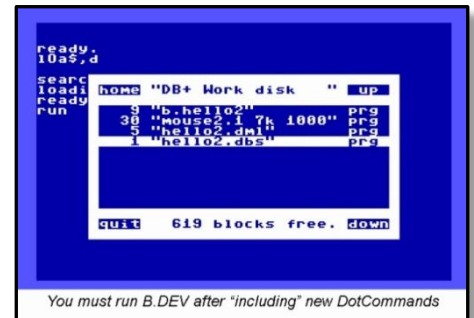 ready.
10a$,d
searc
loadi
ready
run
home "DB+ Work disk " up
9 "b.hello2" prg
30 "mouse2.1 7k 1000" prg
5 "hello2.dml" prg
1 "hello2.dbs" prg
quit 619 blocks free. down
You must run B.DEV after “including” new DotCommands